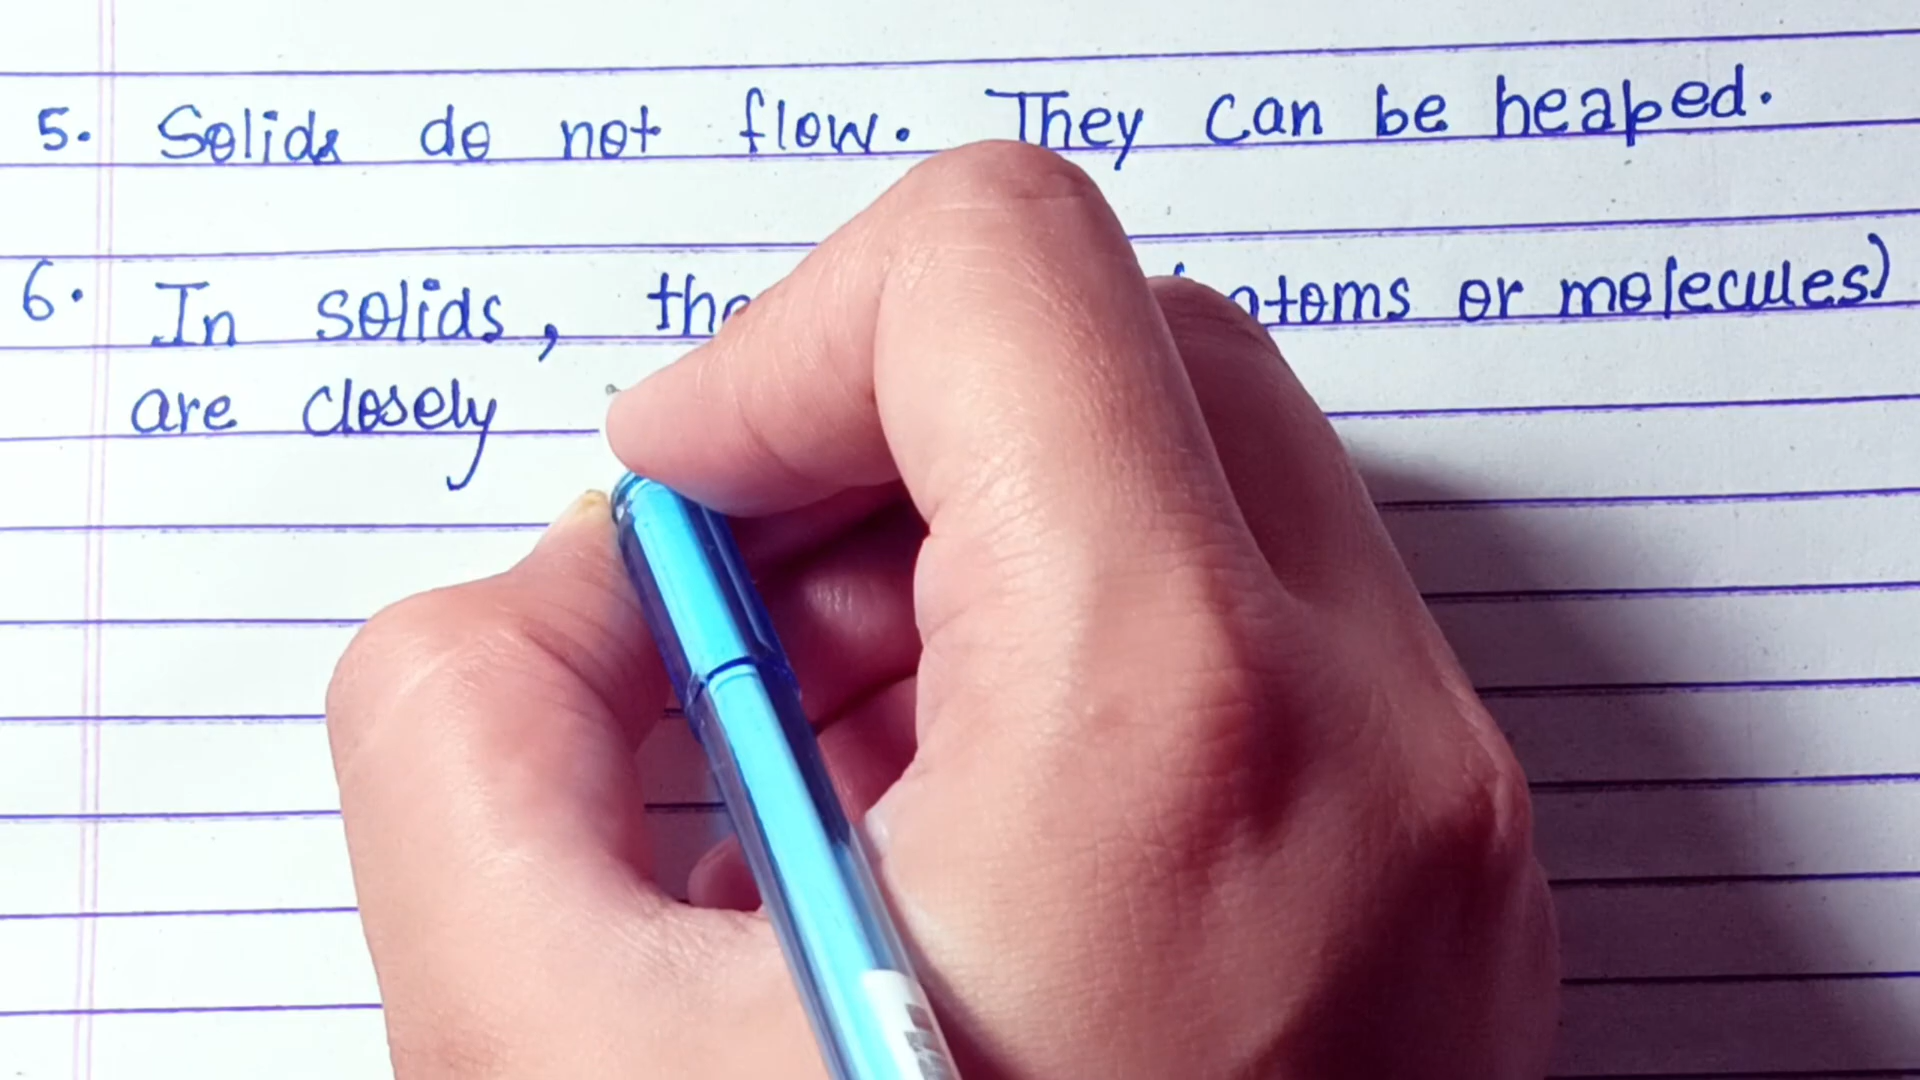 5. Solids do not flow. They can be heaped.
6. In solids, the atoms or molecules)
are closely